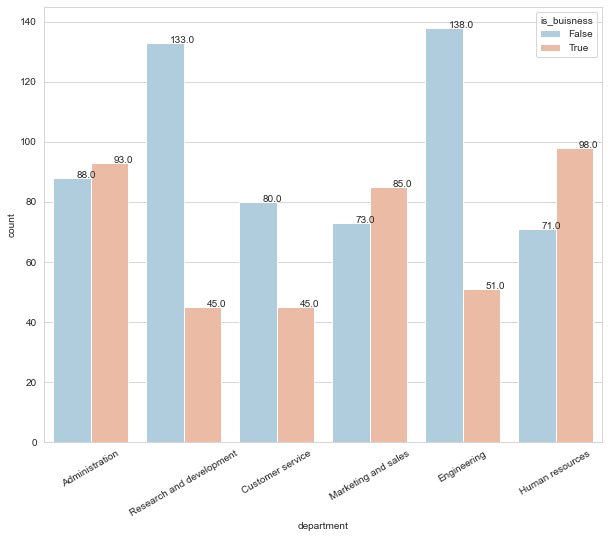 140
120
100
80
60
40
20
0
count
is_buisness
False
True
88.0
93.0
133.0
45.0
80.0
45.0
73.0
85.0
138.0
51.0
71.0
98.0
Administration
Research and development
Customer service
Marketing and sales
Engineering
Human resources
department